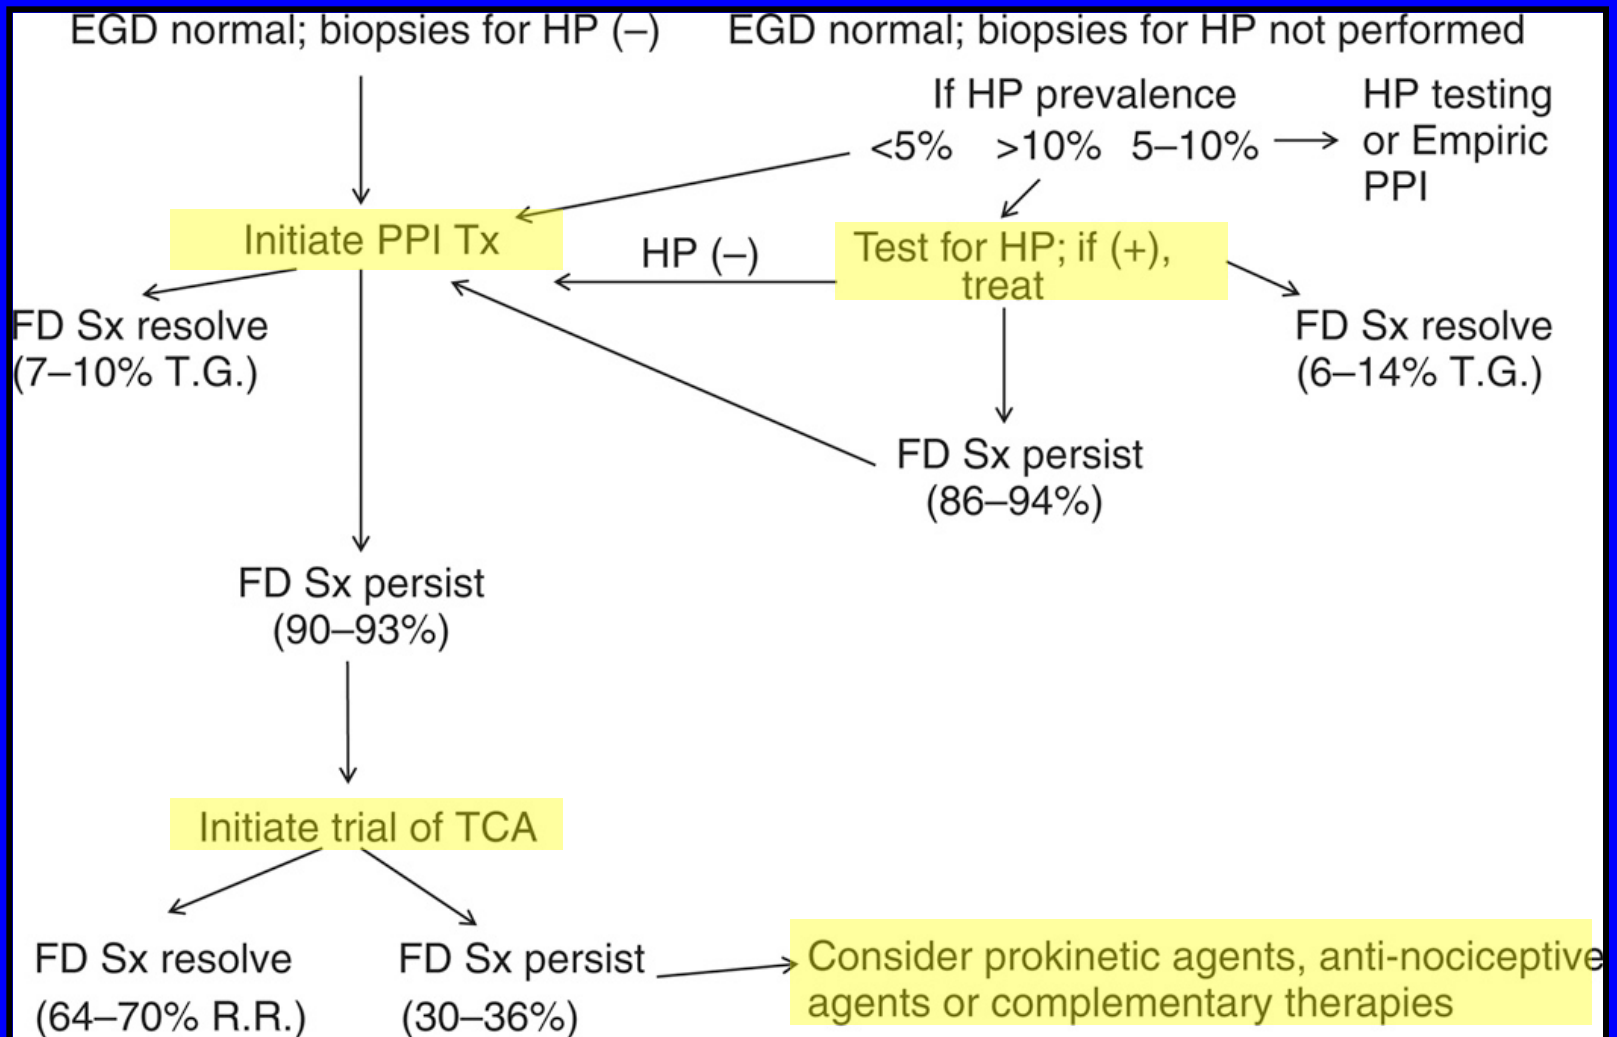 EGD normal; biopsies for HP (–)
EGD normal; biopsies for HP not performed
If HP prevalence
<5% >10% 5–10%
HP testing
or Empiric
PPI
Initiate PPI Tx
HP (–)
Test for HP; if (+),
treat
FD Sx resolve
(7–10% T.G.)
FD Sx resolve
(6–14% T.G.)
FD Sx persist
(86–94%)
FD Sx persist
(90–93%)
Initiate trial of TCA
FD Sx resolve
(64–70% R.R.)
FD Sx persist
(30–36%)
Consider prokinetic agents, anti-nociceptive
agents or complementary therapies